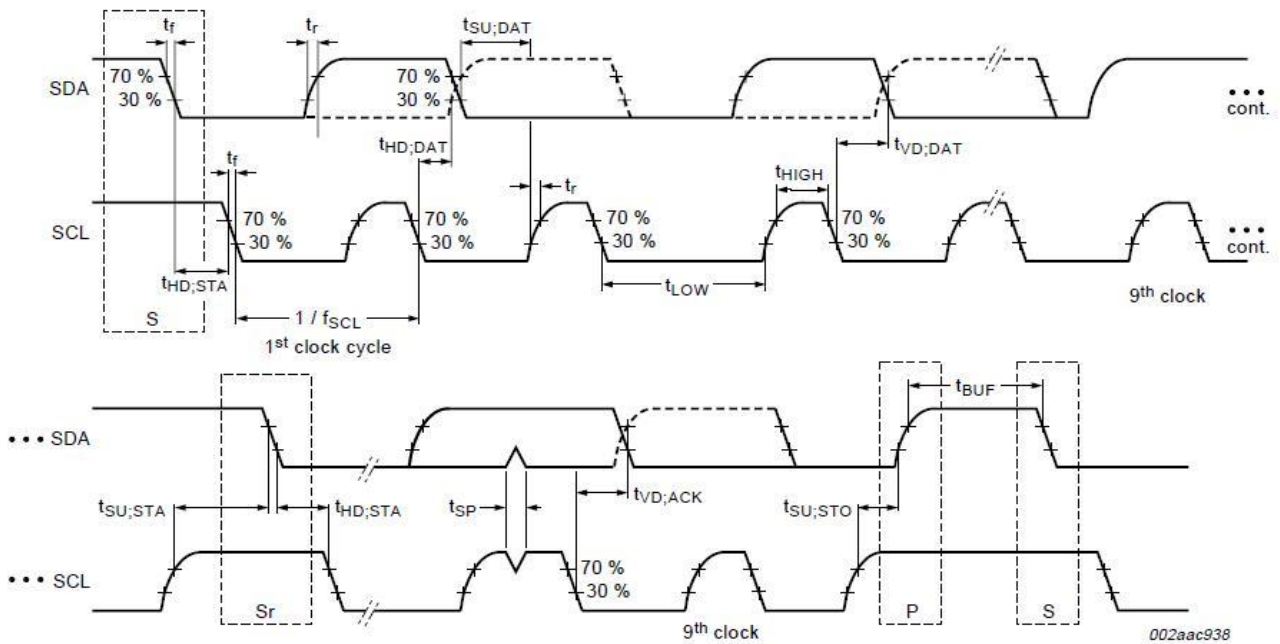 tf tr tSU;DAT
SDA 70 % 70 % cont.
30 % 30 %
tHD;DAT tVD;DAT
tf tr tHIGH
SCL 70 % 70 % 70 % 70 % cont.
30 % 30 % 30 % 30 %
tHD;STA tLOW 9th clock
S 1 / fSCL
1st clock cycle
tBUF
SDA
tSU;STA tHD;STA tSP tVD;ACK tSU;STO
SCL 70 %
30 %
Sr P S
9th clock
002aac938